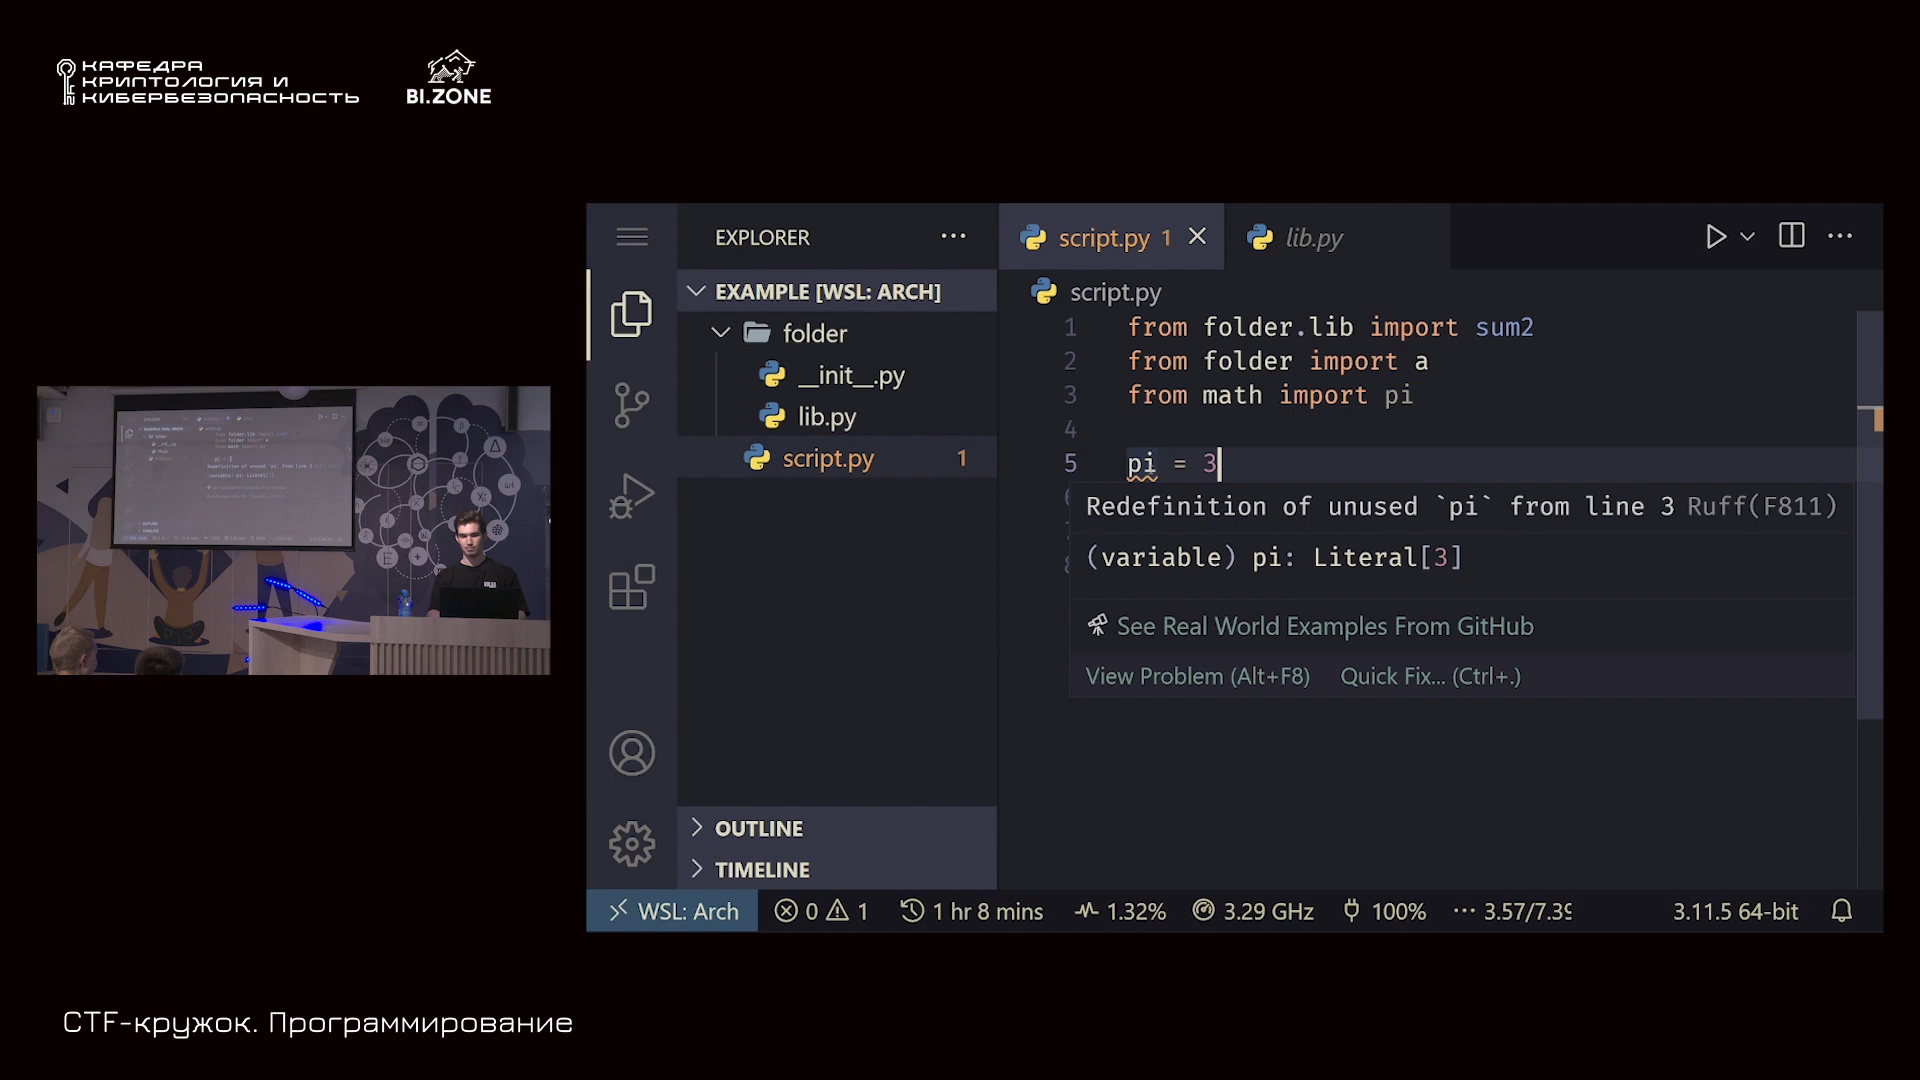 КАФЕДРА
КРИПТОЛОГИЯ И
КИБЕРБЕЗОПАСНОСТЬ
BI.ZONE
EXPLORER
script.py 1
lib.py
EXAMPLE [WSL: ARCH]
folder
__init__.py
lib.py
script.py 1
script.py
1 from folder.lib import sum2
2 from folder import a
3 from math import pi
4
5 pi = 3
Redefinition of unused `pi` from line 3 Ruff(F811)
(variable) pi: Literal[3]
See Real World Examples From GitHub
View Problem (Alt+F8) Quick Fix... (Ctrl+.)
OUTLINE
TIMELINE
WSL: Arch 0 1 1 hr 8 mins 1.32% 3.29 GHz 100% 3.57/7.39 3.11.5 64-bit
CTF-кружок. Программирование